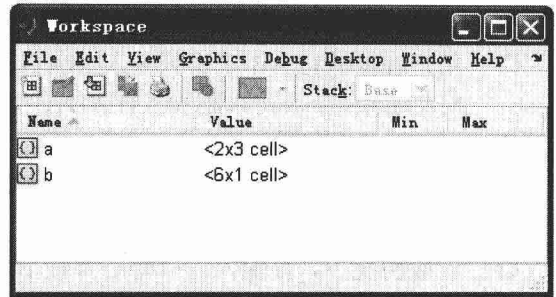 Workspace
File Edit View Graphics Debug Desktop Window Help
Stack: Base
Name Value Min Max
a <2x3 cell>
b <6x1 cell>